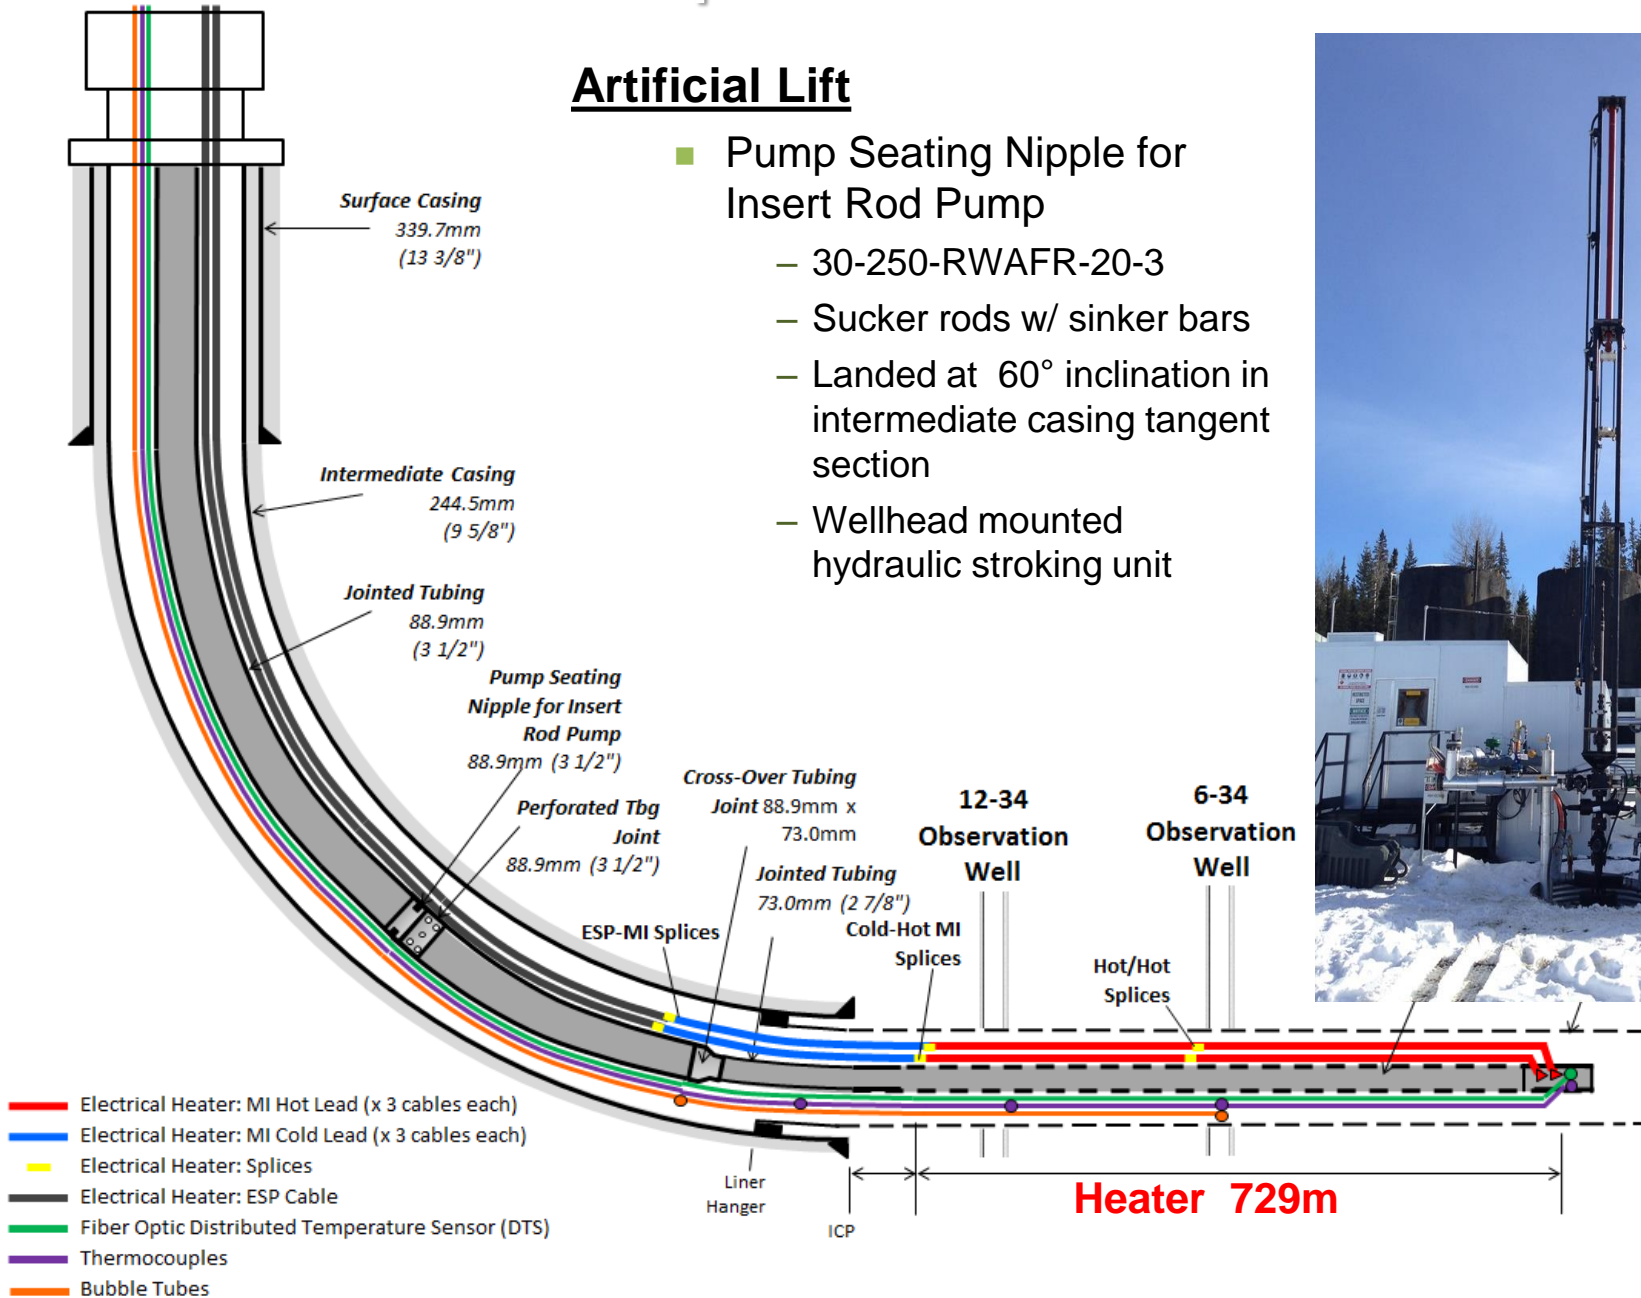 Artificial Lift
Pump Seating Nipple for
Insert Rod Pump
– 30-250-RWAFR-20-3
– Sucker rods w/ sinker bars
– Landed at 60° inclination in
intermediate casing tangent
section
– Wellhead mounted
hydraulic stroking unit
Surface Casing
339.7mm
(13 3/8")
Intermediate Casing
244.5mm
(9 5/8")
Jointed Tubing
88.9mm
(3 1/2")
Pump Seating
Nipple for Insert
Rod Pump
88.9mm (3 1/2")
Perforated Tbg
Joint
88.9mm (3 1/2")
Cross-Over Tubing
Joint 88.9mm x
73.0mm
Jointed Tubing
73.0mm (2 7/8")
12-34
Observation
Well
6-34
Observation
Well
ESP-MI Splices
Cold-Hot MI
Splices
Hot/Hot
Splices
Liner
Hanger
ICP
Heater 729m
Electrical Heater: MI Hot Lead (x 3 cables each)
Electrical Heater: MI Cold Lead (x 3 cables each)
Electrical Heater: Splices
Electrical Heater: ESP Cable
Fiber Optic Distributed Temperature Sensor (DTS)
Thermocouples
Bubble Tubes